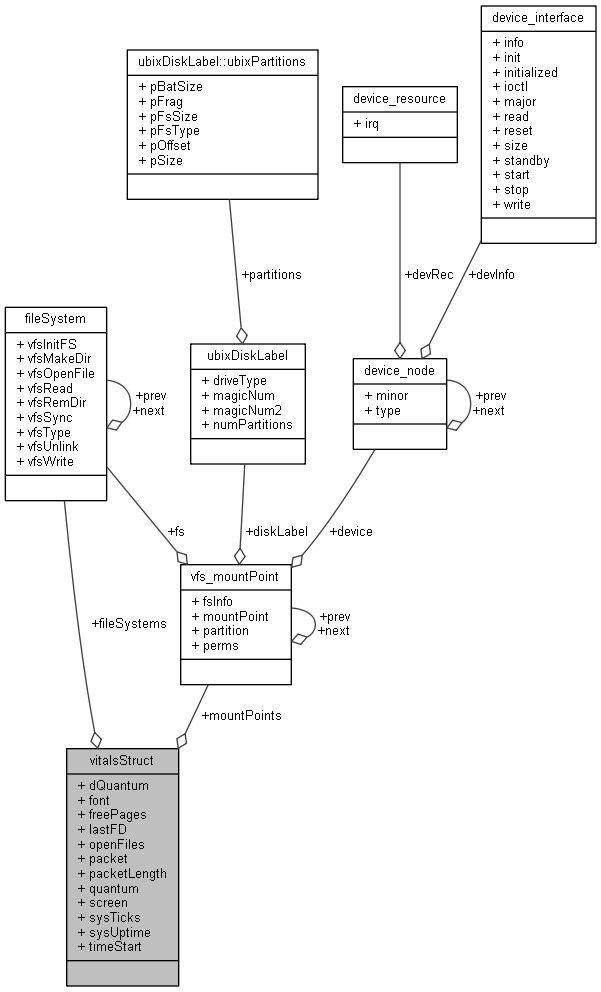 device_interface
+ info
+ init
+ initialized
+ ioctl
+ major
+ read
+ reset
+ size
+ standby
+ start
+ stop
+ write
ubixDiskLabel::ubixPartitions
+ pBatSize
+ pFrag
+ pFsSize
+ pFsType
+ pOffset
+ pSize
device_resource
+ irq
+partitions
+devRec
+devInfo
fileSystem
+ vfsInitFS
+ vfsMakeDir
+ vfsOpenFile
+ vfsRead
+ vfsRemDir
+ vfsSync
+ vfsType
+ vfsUnlink
+ vfsWrite
+prev
+next
ubixDiskLabel
+ driveType
+ magicNum
+ magicNum2
+ numPartitions
device_node
+ minor
+ type
+prev
+next
+fs
+diskLabel
+device
vfs_mountPoint
+ fsInfo
+ mountPoint
+ partition
+ perms
+prev
+next
+fileSystems
+mountPoints
vitalsStruct
+ dQuantum
+ font
+ freePages
+ lastFD
+ openFiles
+ packet
+ packetLength
+ quantum
+ screen
+ sysTicks
+ sysUptime
+ timeStart